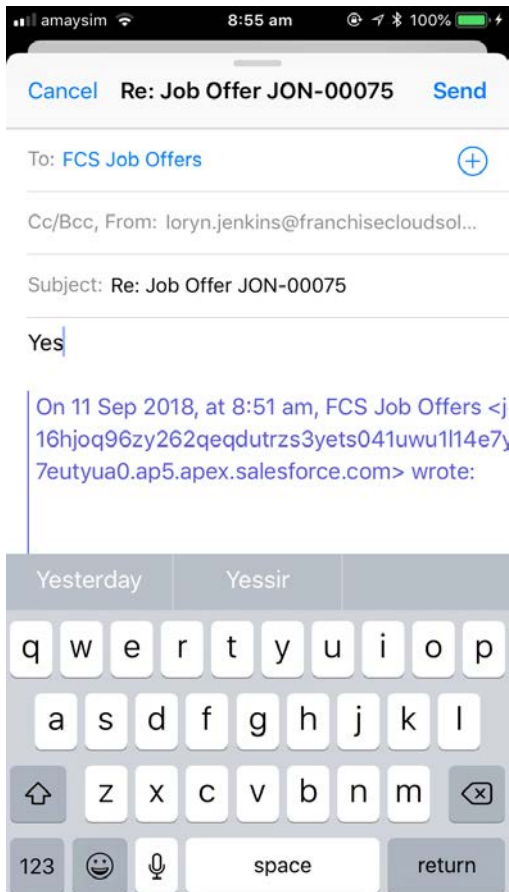 amaysim 8:55 am 100%
Cancel Re: Job Offer JON-00075 Send
To: FCS Job Offers
Cc/Bcc, From: loryn.jenkins@franchisecloudsol...
Subject: Re: Job Offer JON-00075
Yes
On 11 Sep 2018, at 8:51 am, FCS Job Offers <j
16hjoq96zy262qeqdutrzs3yets041uwu1l14e7y
7eutyua0.ap5.apex.salesforce.com> wrote:
Yesterday Yessir
q w e r t y u i o p
a s d f g h j k l
z x c v b n m
123 space return